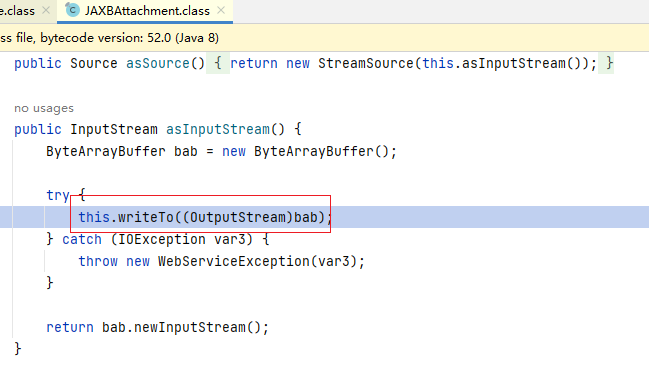 e.class × JAXBAttachment.class ×
ss file, bytecode version: 52.0 (Java 8)
public Source asSource() { return new StreamSource(this.asInputStream()); }
no usages
public InputStream asInputStream() {
ByteArrayBuffer bab = new ByteArrayBuffer();
try {
this.writeTo((OutputStream)bab);
} catch (IOException var3) {
throw new WebServiceException(var3);
}
return bab.newInputStream();
}